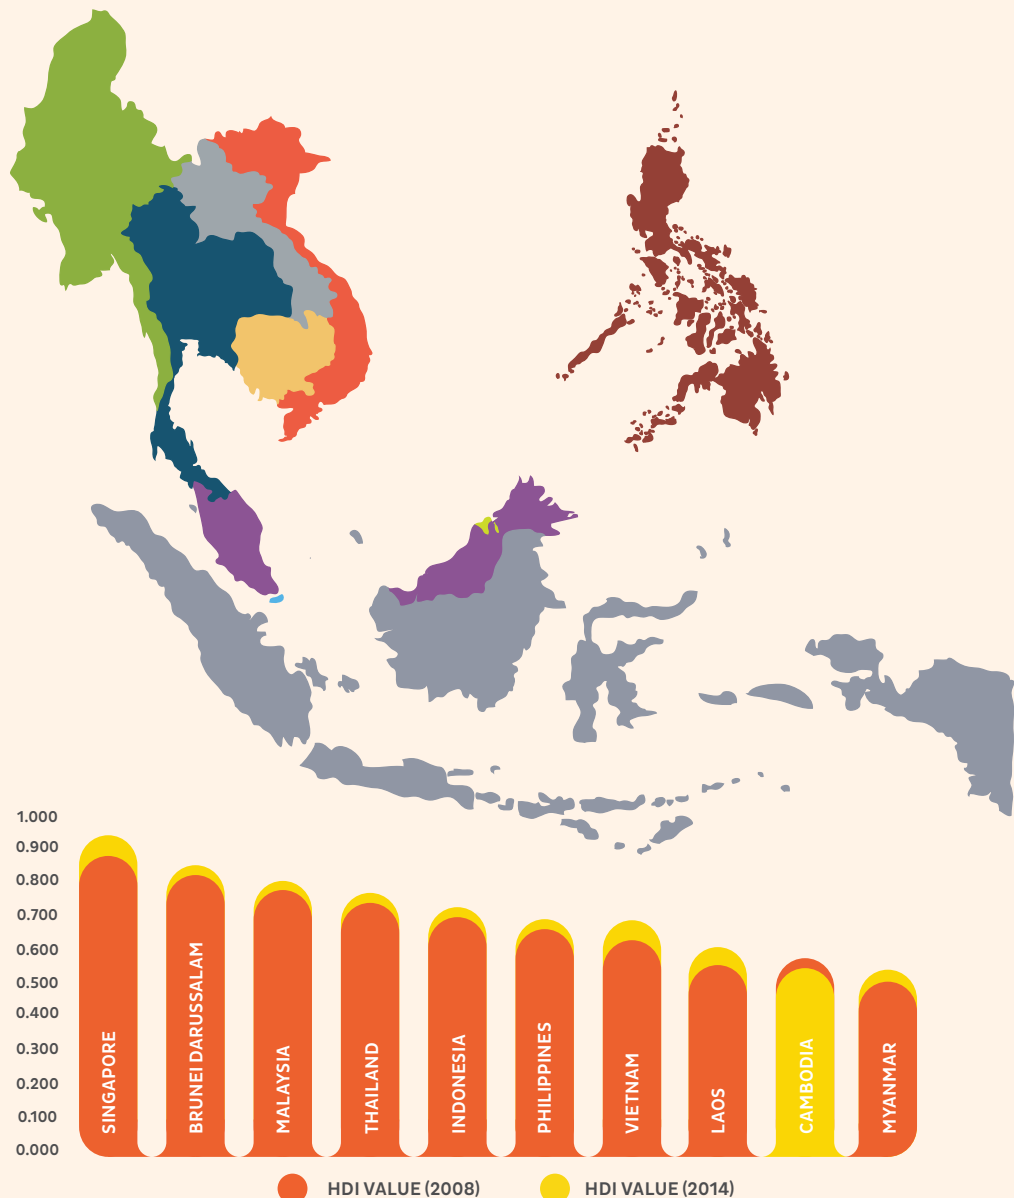 1.000
0.900
0.800
0.700
0.600
0.500
0.400
0.300
0.200
0.100
0.000
SINGAPORE
BRUNEI DARUSSALAM
MALAYSIA
THAILAND
INDONESIA
PHILIPPINES
VIETNAM
LAOS
CAMBODIA
MYANMAR
HDI VALUE (2008)
HDI VALUE (2014)